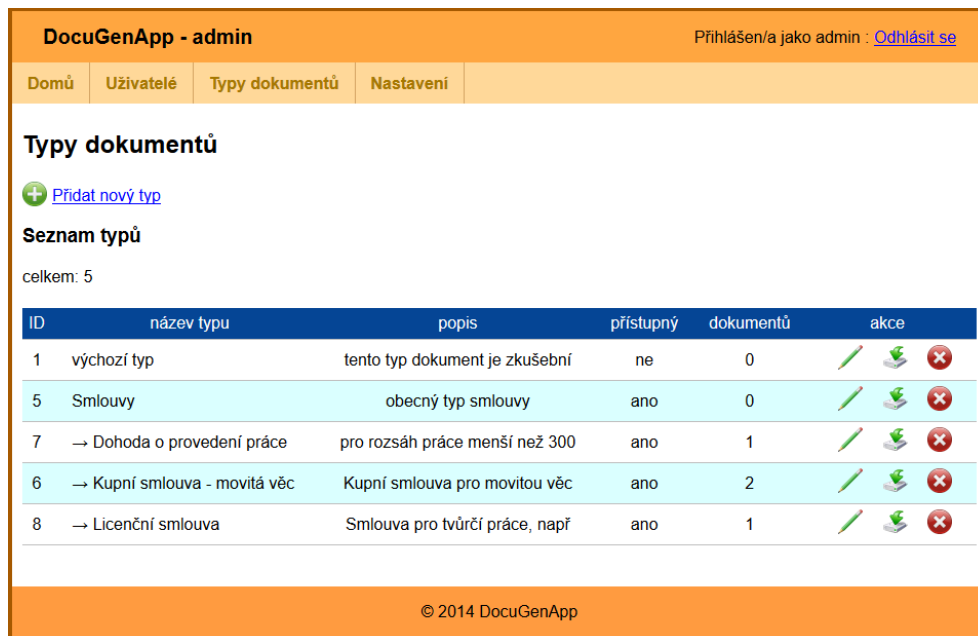 DocuGenApp - admin Přihlášen/a jako admin : Odhlásit se
Domů Uživatelé Typy dokumentů Nastavení
Typy dokumentů
Přidat nový typ
Seznam typů
celkem: 5
ID název typu popis přístupný dokumentů akce
1 výchozí typ tento typ dokument je zkušební ne 0
5 Smlouvy obecný typ smlouvy ano 0
7 → Dohoda o provedení práce pro rozsáh práce menší než 300 ano 1
6 → Kupní smlouva - movitá věc Kupní smlouva pro movitou věc ano 2
8 → Licenční smlouva Smlouva pro tvůrčí práce, např ano 1
© 2014 DocuGenApp